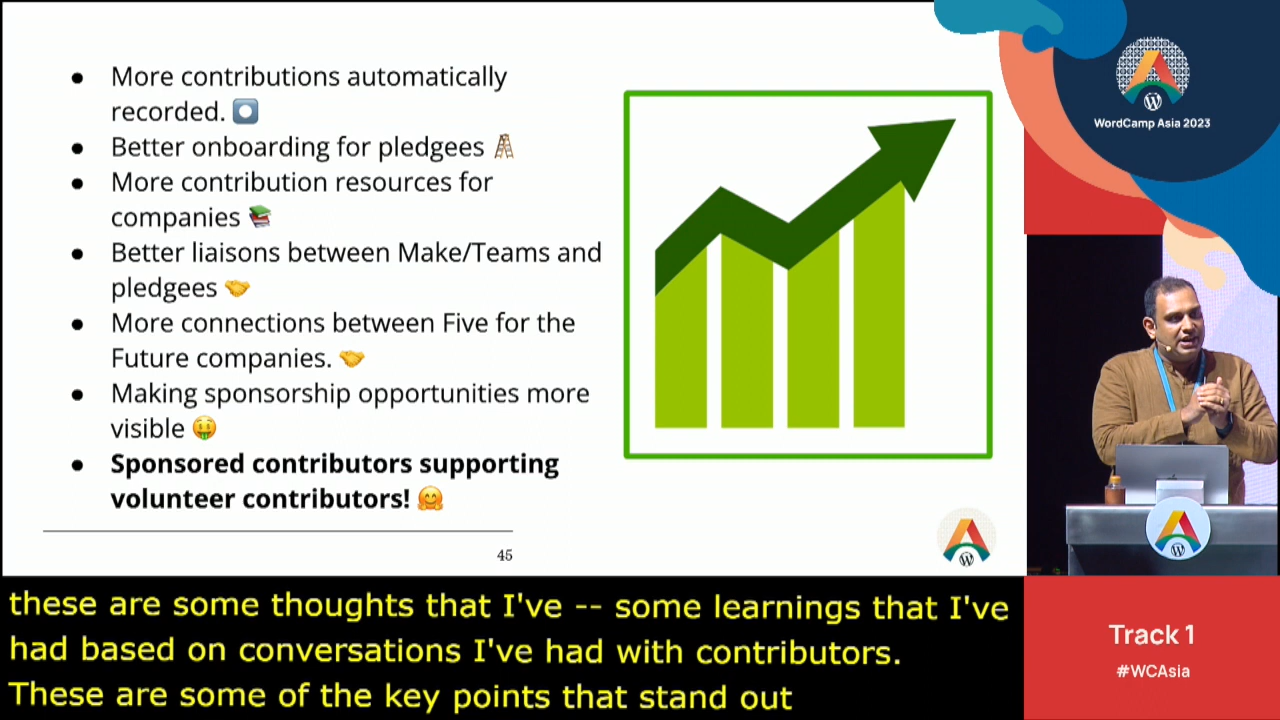 More contributions automatically
recorded.
Better onboarding for pledgees
More contribution resources for
companies
Better liaisons between Make/Teams and
pledgees
More connections between Five for the
Future companies.
Making sponsorship opportunities more
visible
Sponsored contributors supporting
volunteer contributors!
45
WordCamp Asia 2023
Track 1
#WCAsia
these are some thoughts that I've -- some learnings that I've
had based on conversations I've had with contributors.
These are some of the key points that stand out